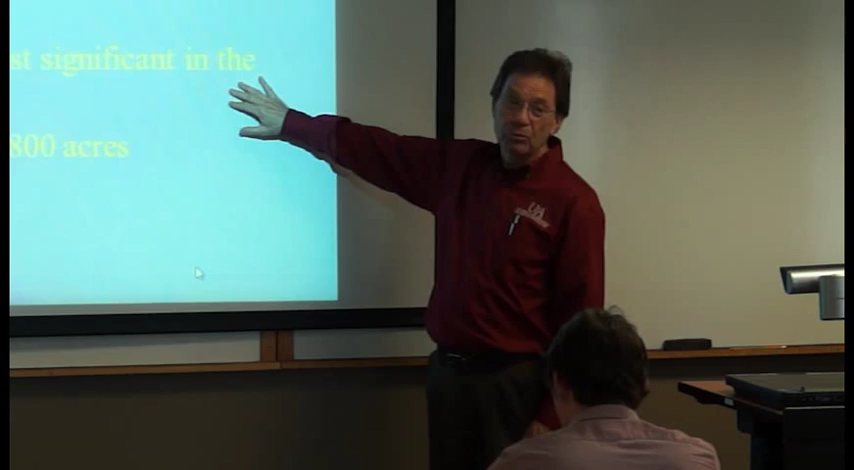 st significant in the
800 acres